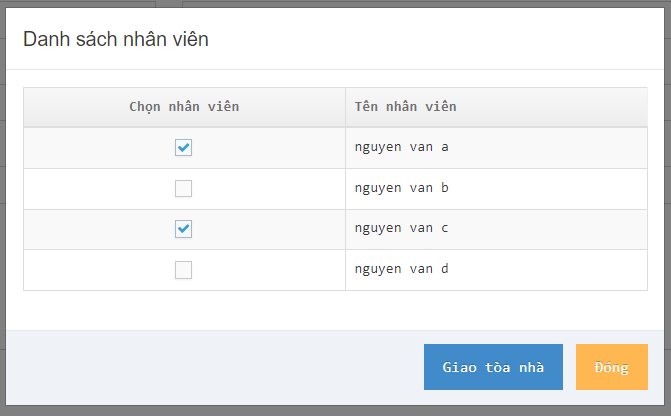 Danh sách nhân viên
Chọn nhân viên Tên nhân viên
nguyen van a
nguyen van b
nguyen van c
nguyen van d
Giao tòa nhà Đóng